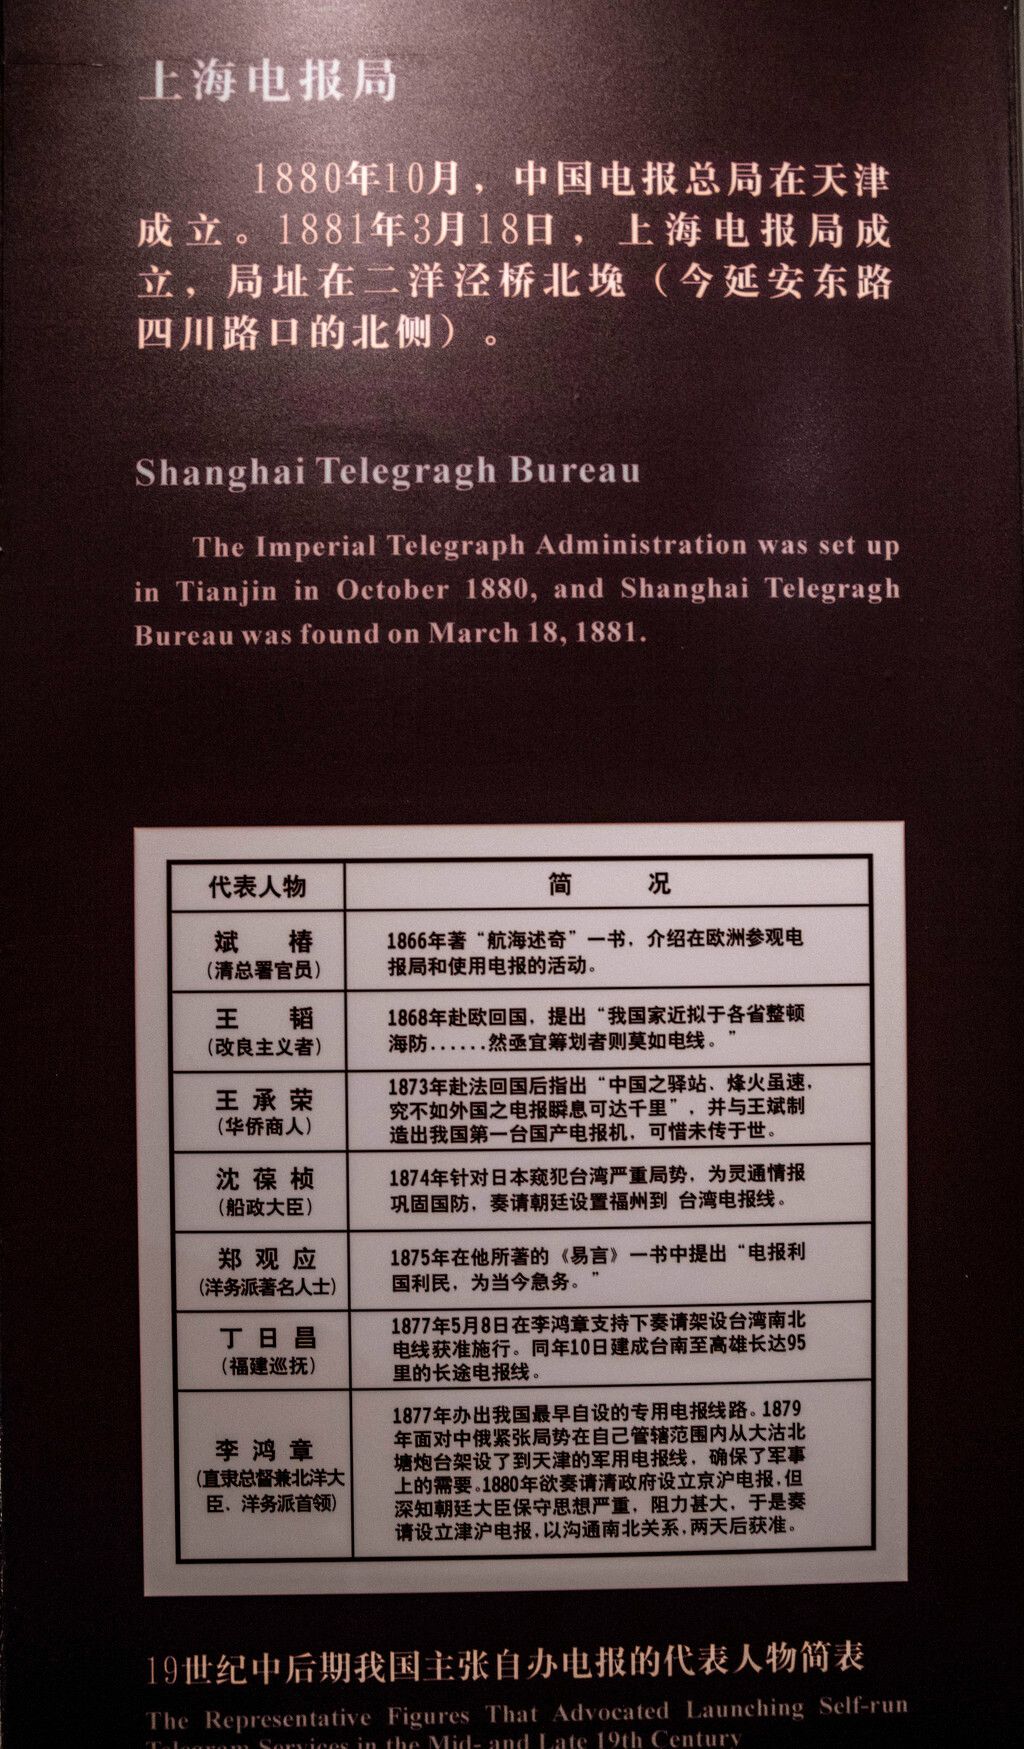 上海电报局
1880年10月，中国电报总局在天津
成立。1881年3月18日，上海电报局成
立，局址在二洋泾桥北堍（今延安东路
四川路口的北侧）。
Shanghai Telegragh Bureau
The Imperial Telegraph Administration was set up
in Tianjin in October 1880, and Shanghai Telegragh
Bureau was found on March 18, 1881.
代表人物 简 况
斌 椿
（清总署官员）
1866年著“航海述奇”一书，介绍在欧洲参观电
报局和使用电报的活动。
王 韬
（改良主义者）
1868年赴欧回国，提出“我国家近拟于各省整顿
海防......然亟宜筹划者则莫如电线。”
王 承 荣
（华侨商人）
1873年赴法回国后指出“中国之驿站、烽火虽速，
究不如外国之电报瞬息可达千里”，并与王斌制
造出我国第一台国产电报机，可惜未传于世。
沈 葆 桢
（船政大臣）
1874年针对日本窥犯台湾严重局势，为灵通情报
巩固国防，奏请朝廷设置福州到 台湾电报线。
郑 观 应
（洋务派著名人士）
1875年在他所著的《易言》一书中提出“电报利
国利民，为当今急务。”
丁 日 昌
（福建巡抚）
1877年5月8日在李鸿章支持下奏请架设台湾南北
电线获准施行。同年10日建成台南至高雄长达95
里的长途电报线。
李 鸿 章
（直隶总督兼北洋大
臣、洋务派首领）
1877年办出我国最早自设的专用电报线路。1879
年面对中俄紧张局势在自己管辖范围内从大沽北
塘炮台架设了到天津的军用电报线，确保了军事
上的需要。1880年欲奏请清政府设立京沪电报，但
深知朝廷大臣保守思想严重，阻力甚大，于是奏
请设立津沪电报，以沟通南北关系，两天后获准。
19世纪中后期我国主张自办电报的代表人物简表
The Representative Figures That Advocated Launching Self-run
Telegram Services in the Mid- and Late 19th Century